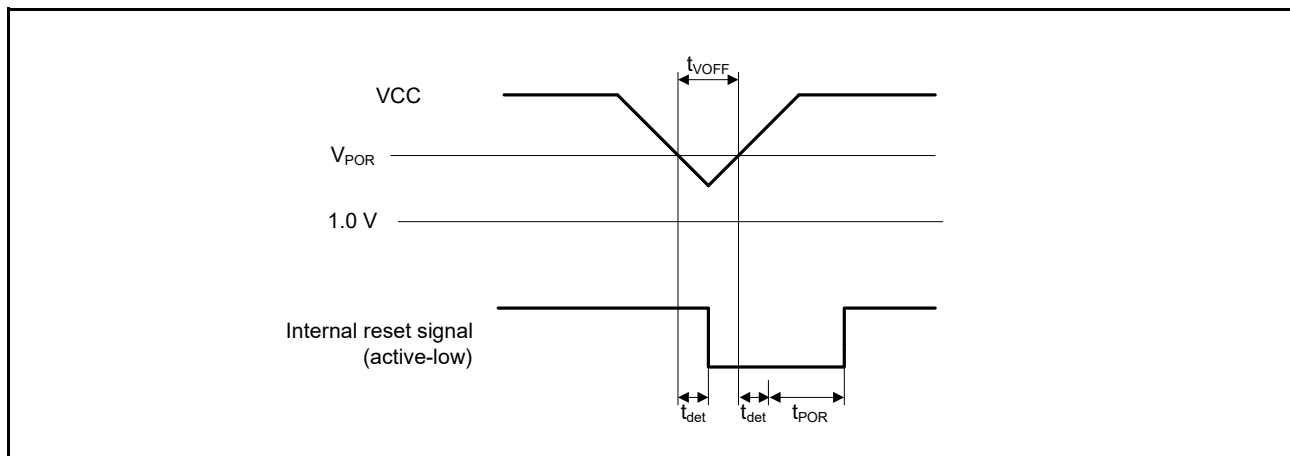 tVOFF
VCC
VPOR
1.0 V
Internal reset signal
(active-low)
tdet
tdet
tPOR